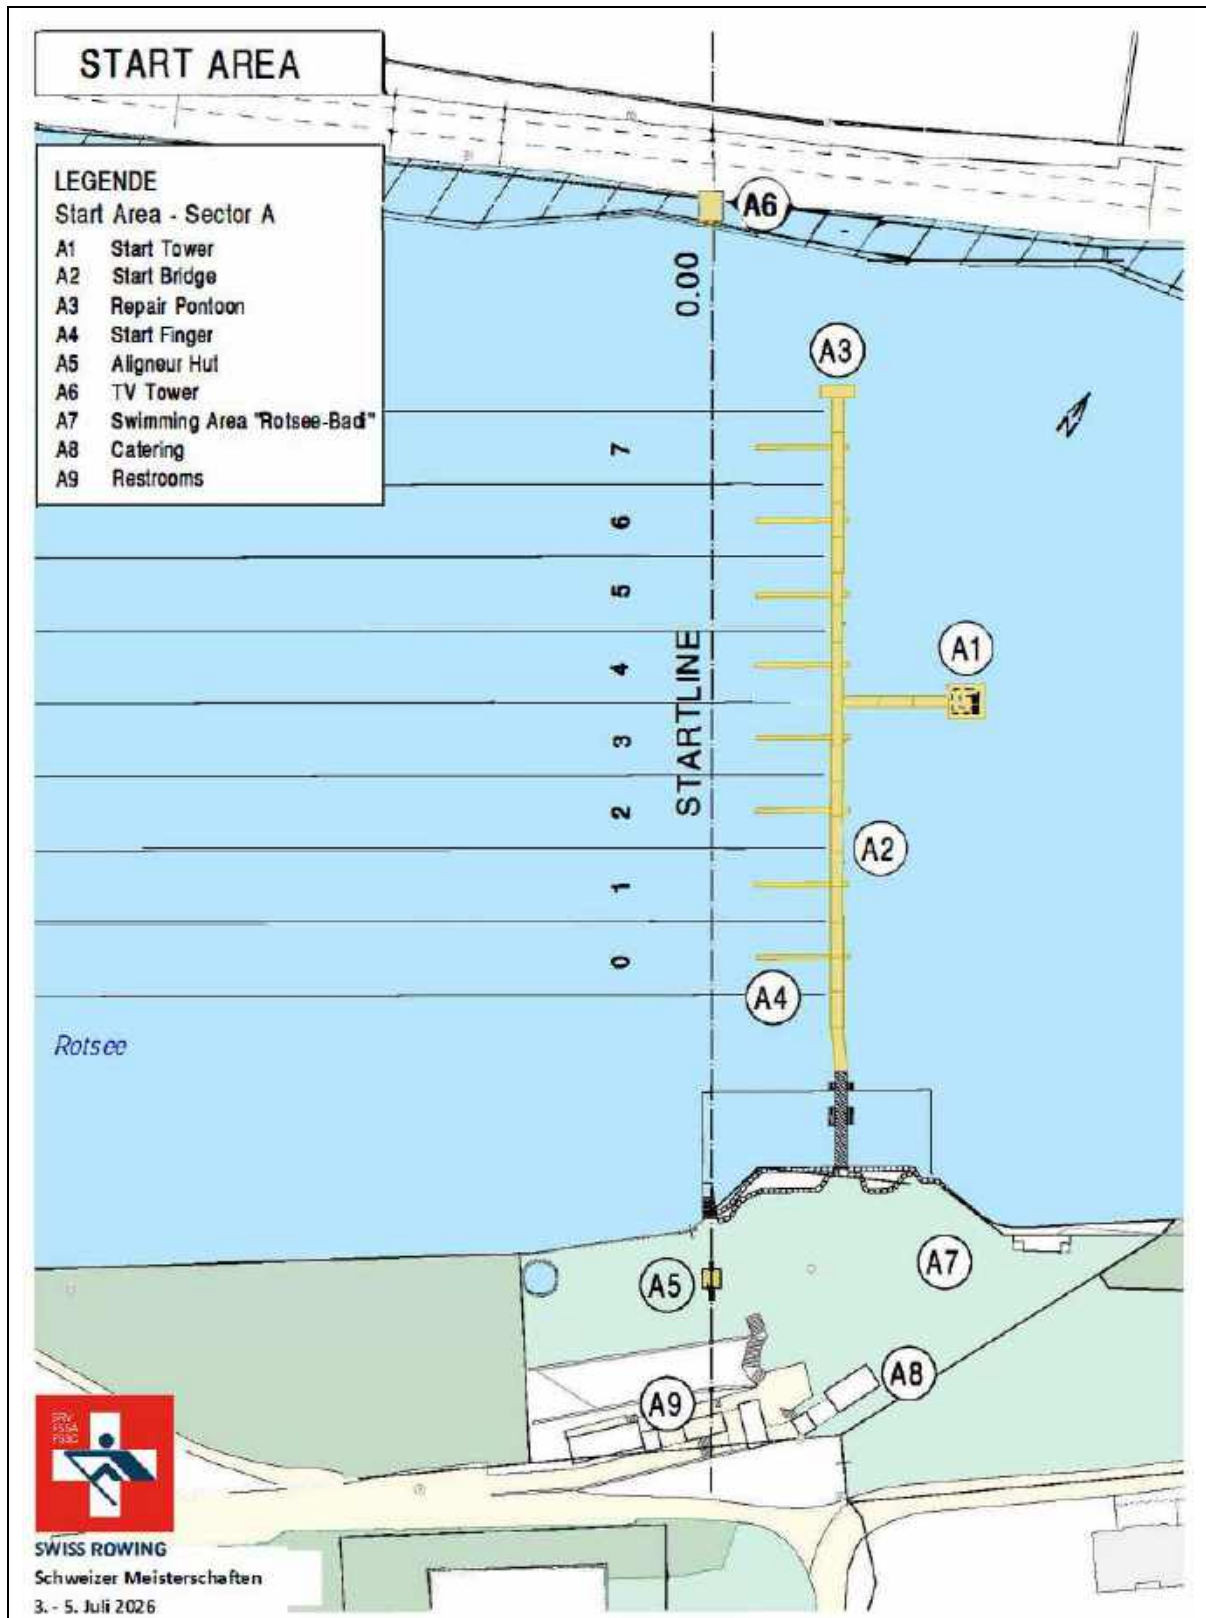 START AREA
LEGENDE
Start Area - Sector A
A1 Start Tower
A2 Start Bridge
A3 Repair Pontoon
A4 Start Finger
A5 Aligneur Hut
A6 TV Tower
A7 Swimming Area "Rotsee-Badi"
A8 Catering
A9 Restrooms
A6
0.00
A3
N
7
6
5
4
3
2
1
0
STARTLINE
A1
A2
A4
Rotsee
A5
A7
A8
A9
SRV
FSSA
FSSC
SWISS ROWING
Schweizer Meisterschaften
3. - 5. Juli 2026